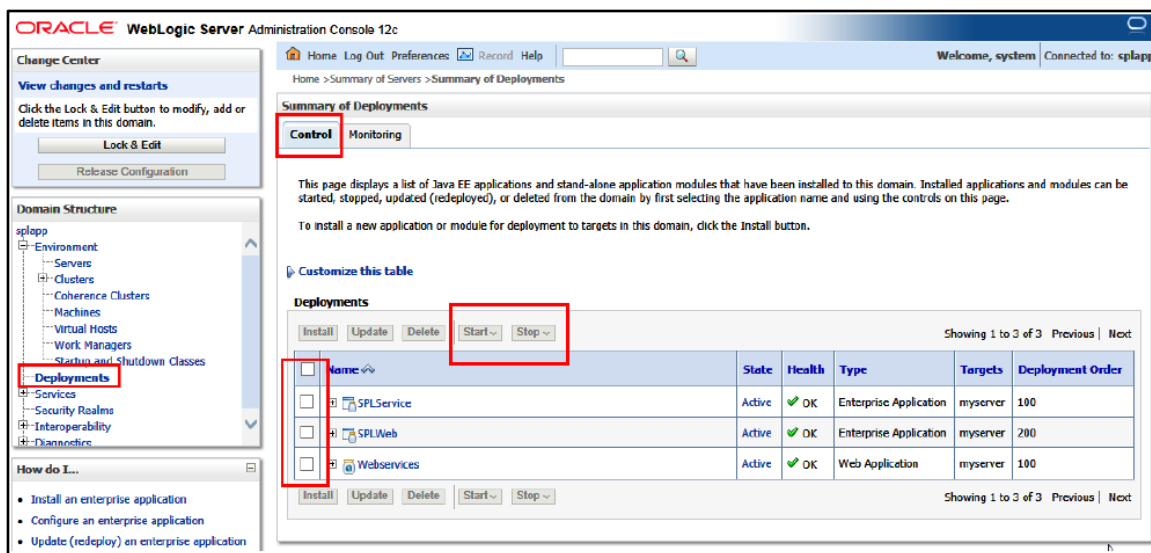 ORACLE WebLogic Server Administration Console 12c
Change Center
View changes and restarts
Click the Lock & Edit button to modify, add or
delete items in this domain.
Lock & Edit
Release Configuration
Domain Structure
splapp
Environment
Servers
Clusters
Coherence Clusters
Machines
Virtual Hosts
Work Managers
Startup and Shutdown Classes
Deployments
Services
Security Realms
Interoperability
Diagnostics
How do I...
Install an enterprise application
Configure an enterprise application
Update (redeploy) an enterprise application
Home Log Out Preferences Record Help
Welcome, system Connected to: splapp
Home >Summary of Servers >Summary of Deployments
Summary of Deployments
Control Monitoring
This page displays a list of Java EE applications and stand-alone application modules that have been installed to this domain. Installed applications and modules can be
started, stopped, updated (redeployed), or deleted from the domain by first selecting the application name and using the controls on this page.
To install a new application or module for deployment to targets in this domain, click the Install button.
Customize this table
Deployments
Install Update Delete Start Stop Showing 1 to 3 of 3 Previous | Next
Name State Health Type Targets Deployment Order
SPLService Active OK Enterprise Application myserver 100
SPLWeb Active OK Enterprise Application myserver 200
Webservices Active OK Web Application myserver 100
Install Update Delete Start Stop Showing 1 to 3 of 3 Previous | Next